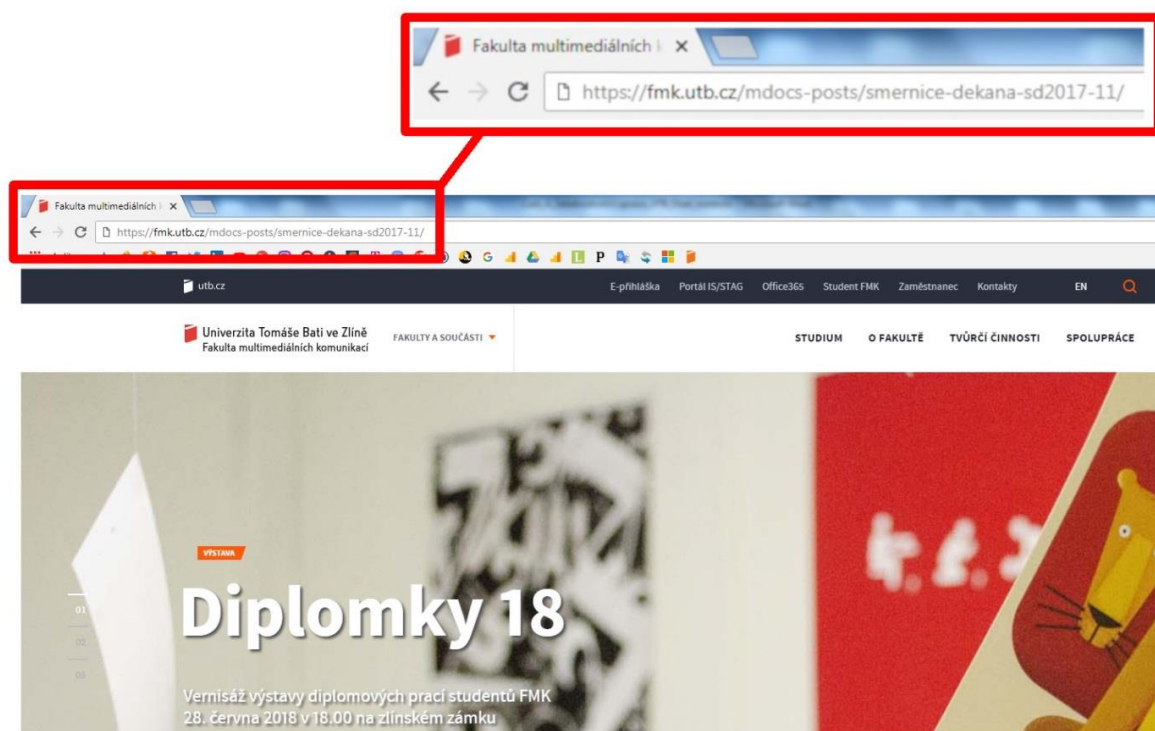 Fakulta multimediálních k
https://fmk.utb.cz/mdocs-posts/smernice-dekana-sd2017-11/
Fakulta multimediálních k
https://fmk.utb.cz/mdocs-posts/smernice-dekana-sd2017-11/
G L P
utb.cz E-přihláška Portál IS/STAG Office365 Student FMK Zaměstnanec Kontakty EN
Univerzita Tomáše Bati ve Zlíně
Fakulta multimediálních komunikací
FAKULTY A SOUČÁSTI STUDIUM O FAKULTĚ TVŮRČÍ ČINNOSTI SPOLUPRÁCE
VÝSTAVA
Diplomky 18
01
02
03
Vernisáž výstavy diplomových prací studentů FMK
28. června 2018 v 18.00 na zlínském zámku